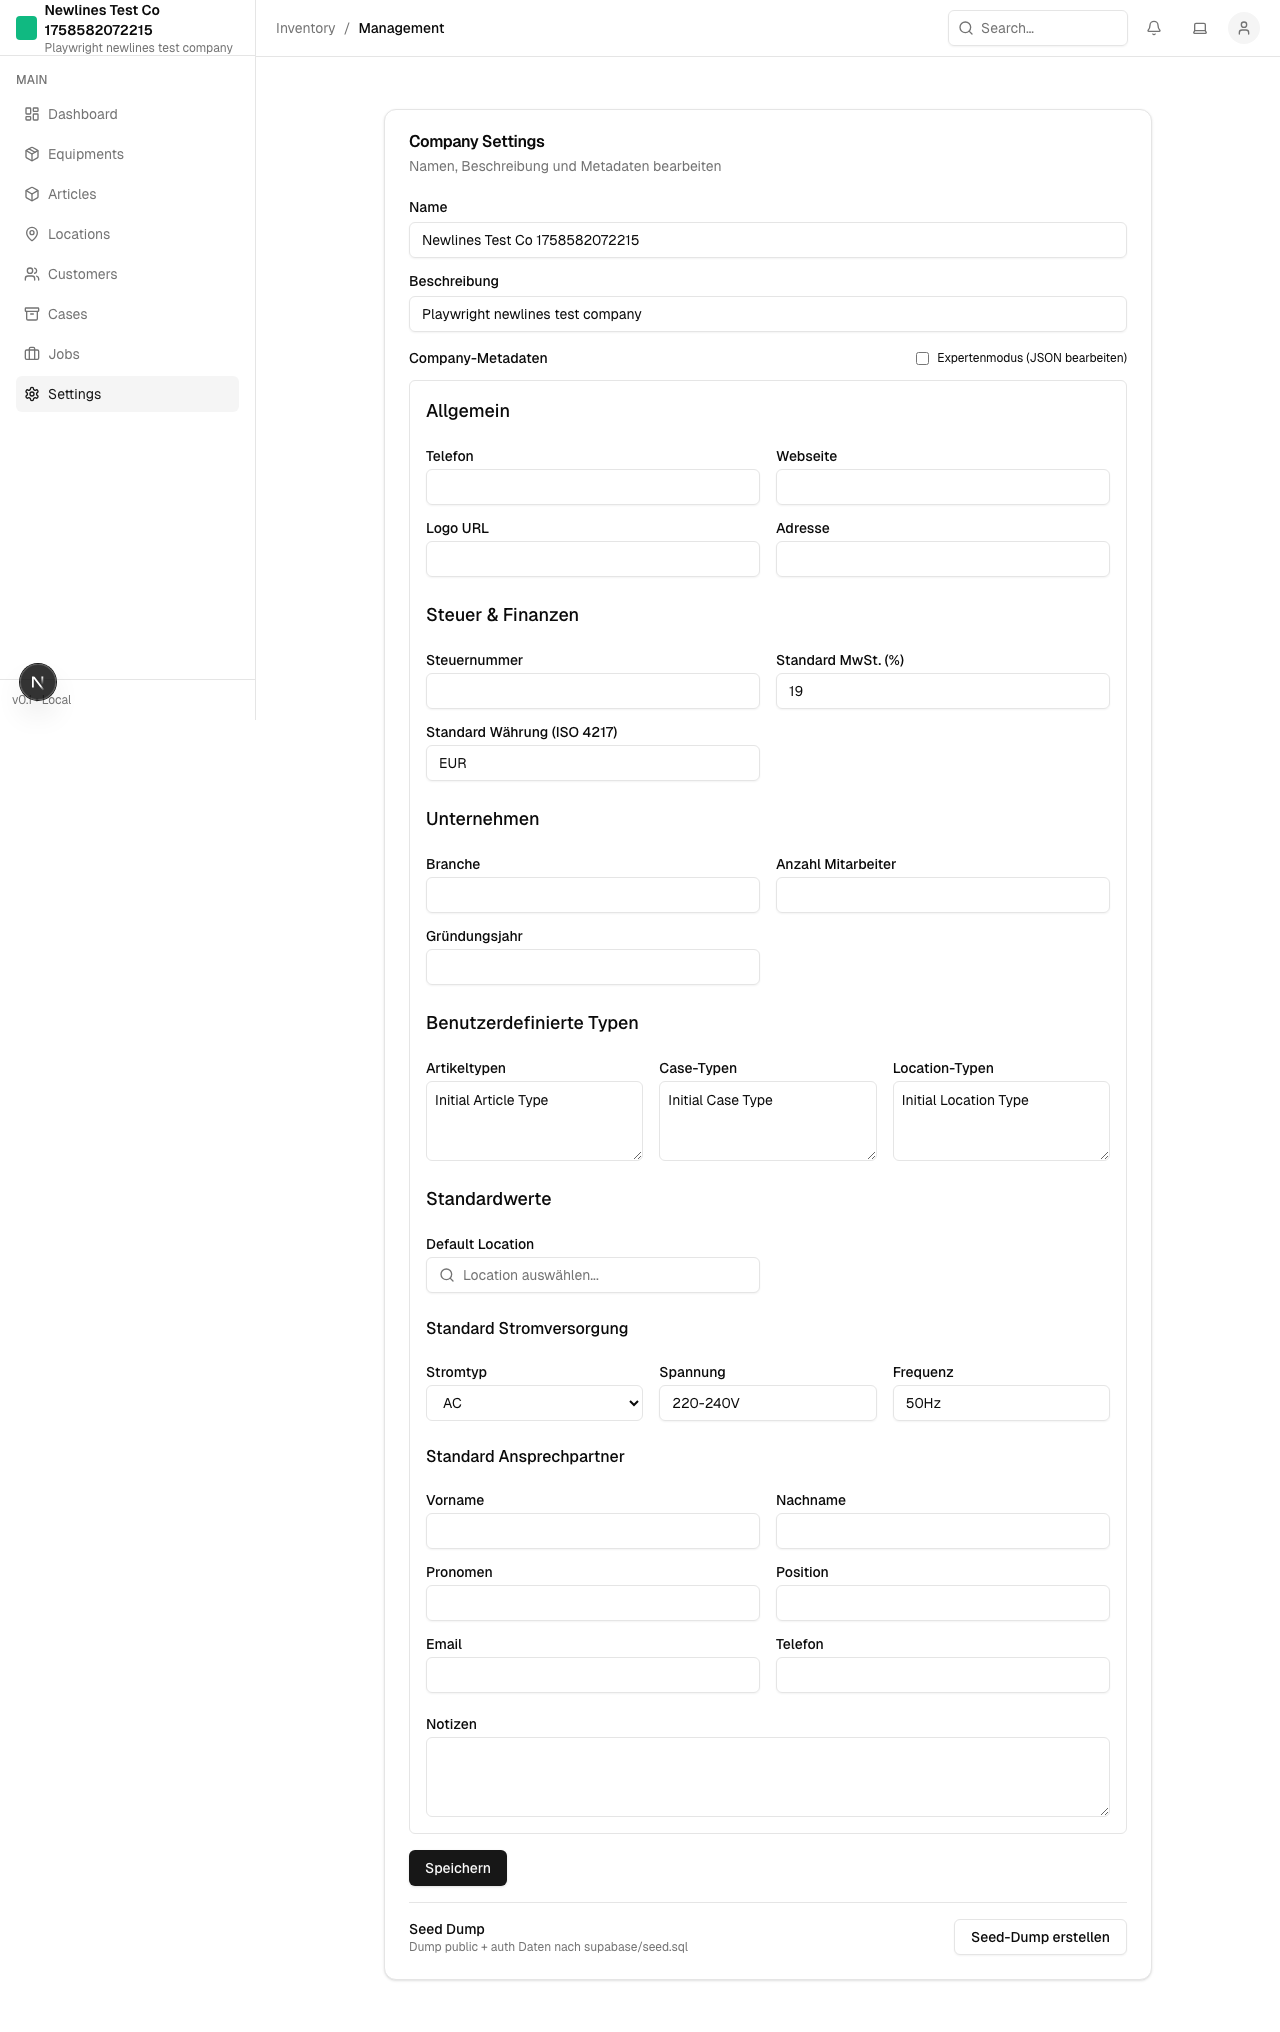 Newlines Test Co
1758582072215
Playwright newlines test company
MAIN
Dashboard
Equipments
Articles
Locations
Customers
Cases
Jobs
Settings
N
v0.1 · Local
Inventory / Management
Search...
Company Settings
Namen, Beschreibung und Metadaten bearbeiten
Name
Newlines Test Co 1758582072215
Beschreibung
Playwright newlines test company
Company-Metadaten
Expertenmodus (JSON bearbeiten)
Allgemein
Telefon
Webseite
Logo URL
Adresse
Steuer & Finanzen
Steuernummer
Standard MwSt. (%)
19
Standard Währung (ISO 4217)
EUR
Unternehmen
Branche
Anzahl Mitarbeiter
Gründungsjahr
Benutzerdefinierte Typen
Artikeltypen
Case-Typen
Location-Typen
Initial Article Type
Initial Case Type
Initial Location Type
Standardwerte
Default Location
Location auswählen...
Standard Stromversorgung
Stromtyp
Spannung
Frequenz
AC
220-240V
50Hz
Standard Ansprechpartner
Vorname
Nachname
Pronomen
Position
Email
Telefon
Notizen
Speichern
Seed Dump
Dump public + auth Daten nach supabase/seed.sql
Seed-Dump erstellen